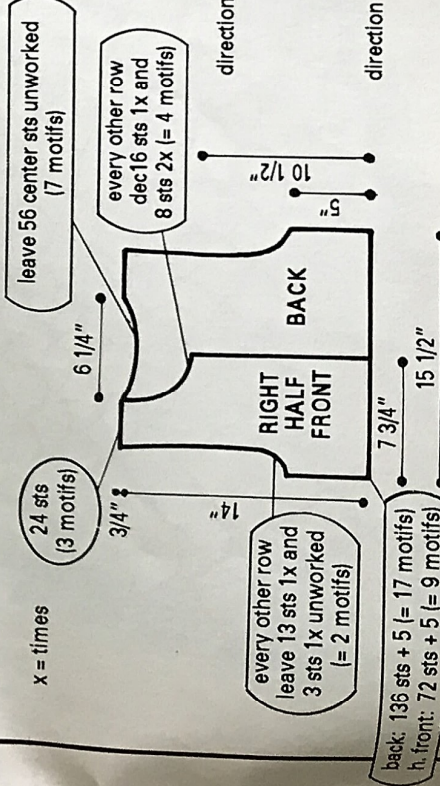 x = times
24 sts
(3 motifs)
leave 56 center sts unworked
(7 motifs)
6 1/4"
every other row
dec16 sts 1x and
8 sts 2x (= 4 motifs)
direction
3/4"
14"
10 1/2"
5"
RIGHT
HALF
FRONT
BACK
every other row
leave 13 sts 1x and
3 sts 1x unworked
(= 2 motifs)
7 3/4"
15 1/2"
direction
back: 136 sts + 5 (= 17 motifs)
h. front: 72 sts + 5 (= 9 motifs)